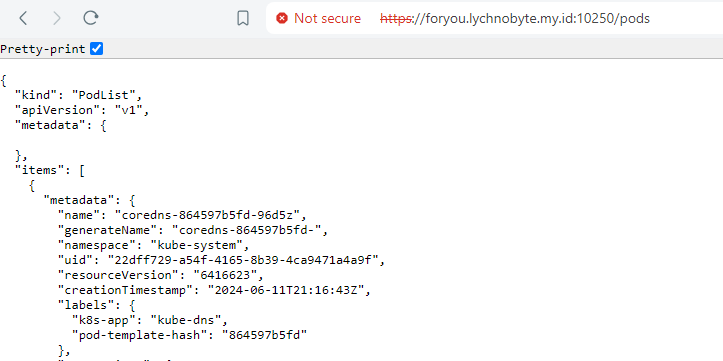 Not secure https://foryou.lychnobyte.my.id:10250/pods
Pretty-print
{
"kind": "PodList",
"apiVersion": "v1",
"metadata": {
},
"items": [
{
"metadata": {
"name": "coredns-864597b5fd-96d5z",
"generateName": "coredns-864597b5fd-",
"namespace": "kube-system",
"uid": "22dff729-a54f-4165-8b39-4ca9471a4a9f",
"resourceVersion": "6416623",
"creationTimestamp": "2024-06-11T21:16:43Z",
"labels": {
"k8s-app": "kube-dns",
"pod-template-hash": "864597b5fd"
},